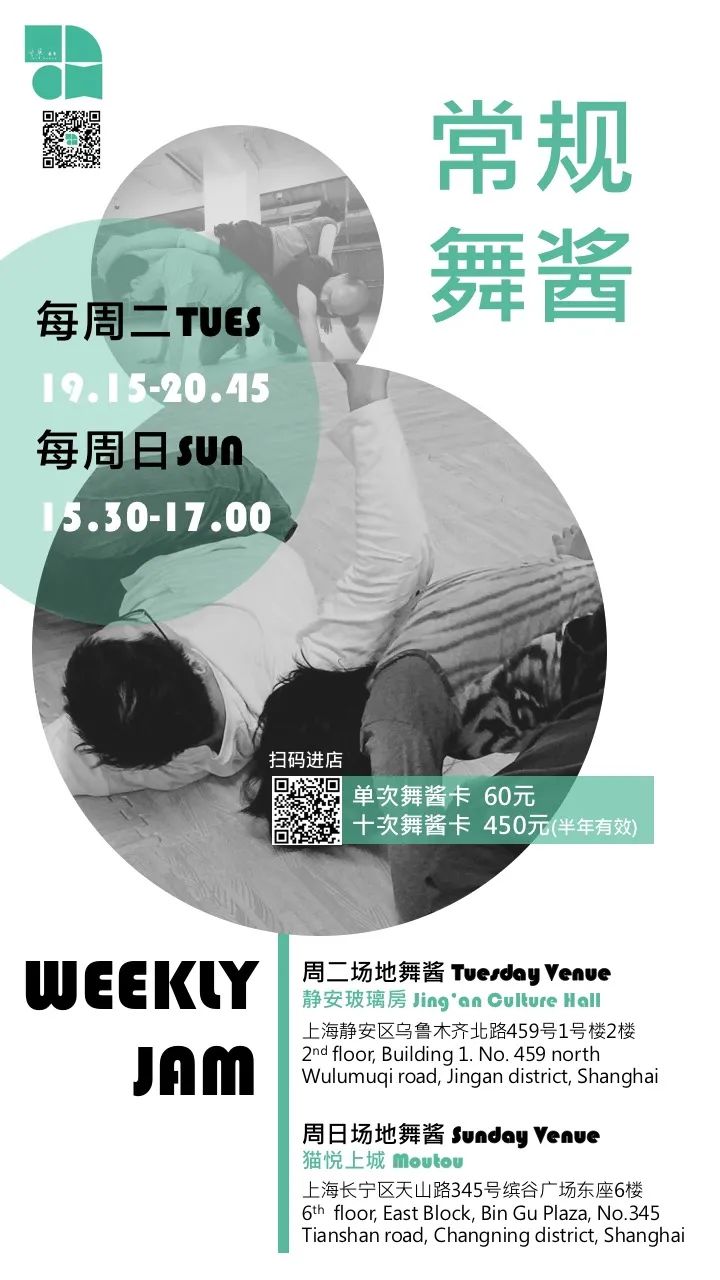 常规
舞酱
每周二TUES
19.15-20.45
每周日SUN
15.30-17.00
扫码进店
单次舞酱卡 60元
十次舞酱卡 450元(半年有效)
WEEKLY
JAM
周二场地舞酱 Tuesday Venue
静安玻璃房 Jing'an Culture Hall
上海静安区乌鲁木齐北路459号1号楼2楼
2nd floor, Building 1. No. 459 north
Wulumuqi road, Jingan district, Shanghai
周日场地舞酱 Sunday Venue
猫悦上城 Moutou
上海长宁区天山路345号缤谷广场东座6楼
6th floor, East Block, Bin Gu Plaza, No.345
Tianshan road, Changning district, Shanghai